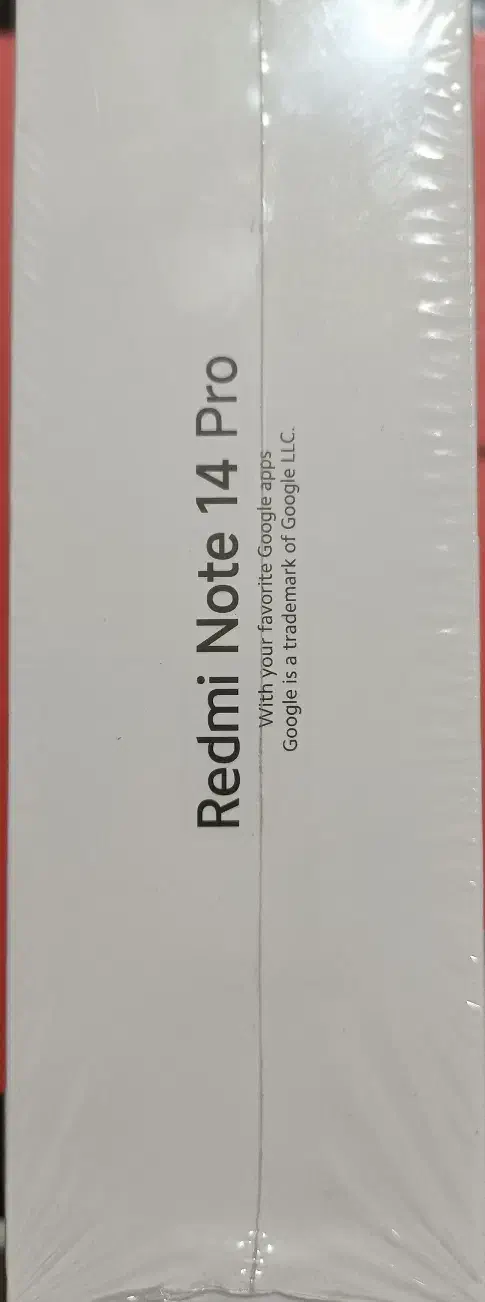 Redmi Note 14 Pro
With your favorite Google apps
Google is a trademark of Google LLC.